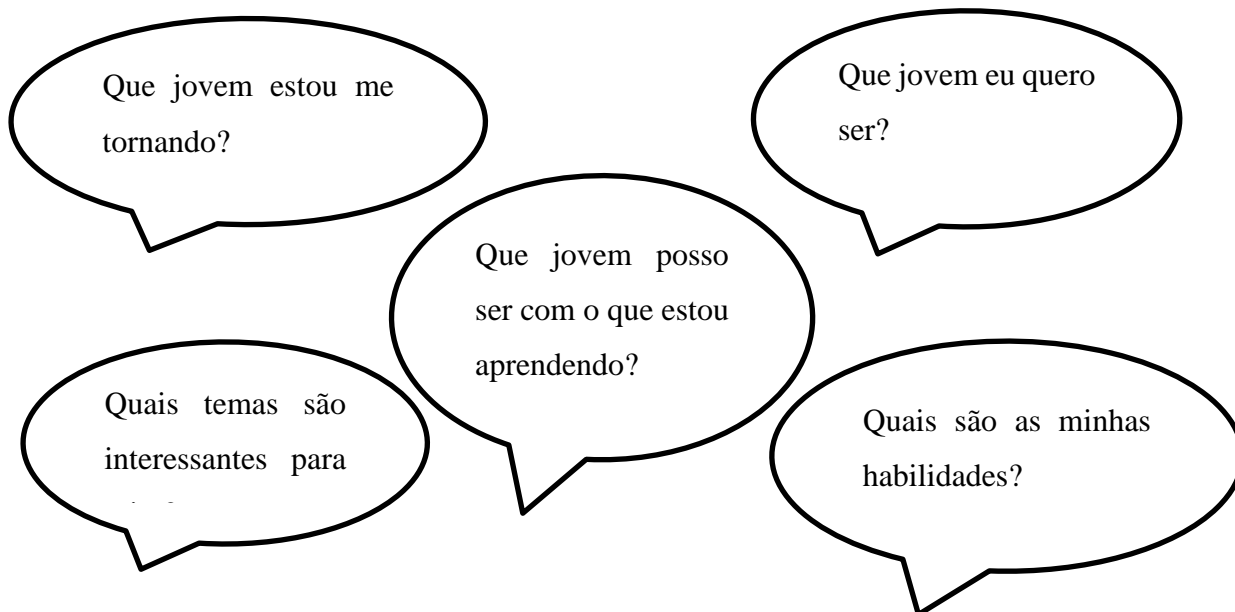 Que jovem estou me
tornando?
Que jovem eu quero
ser?
Que jovem posso
ser com o que estou
aprendendo?
Quais temas são
interessantes para
Quais são as minhas
habilidades?